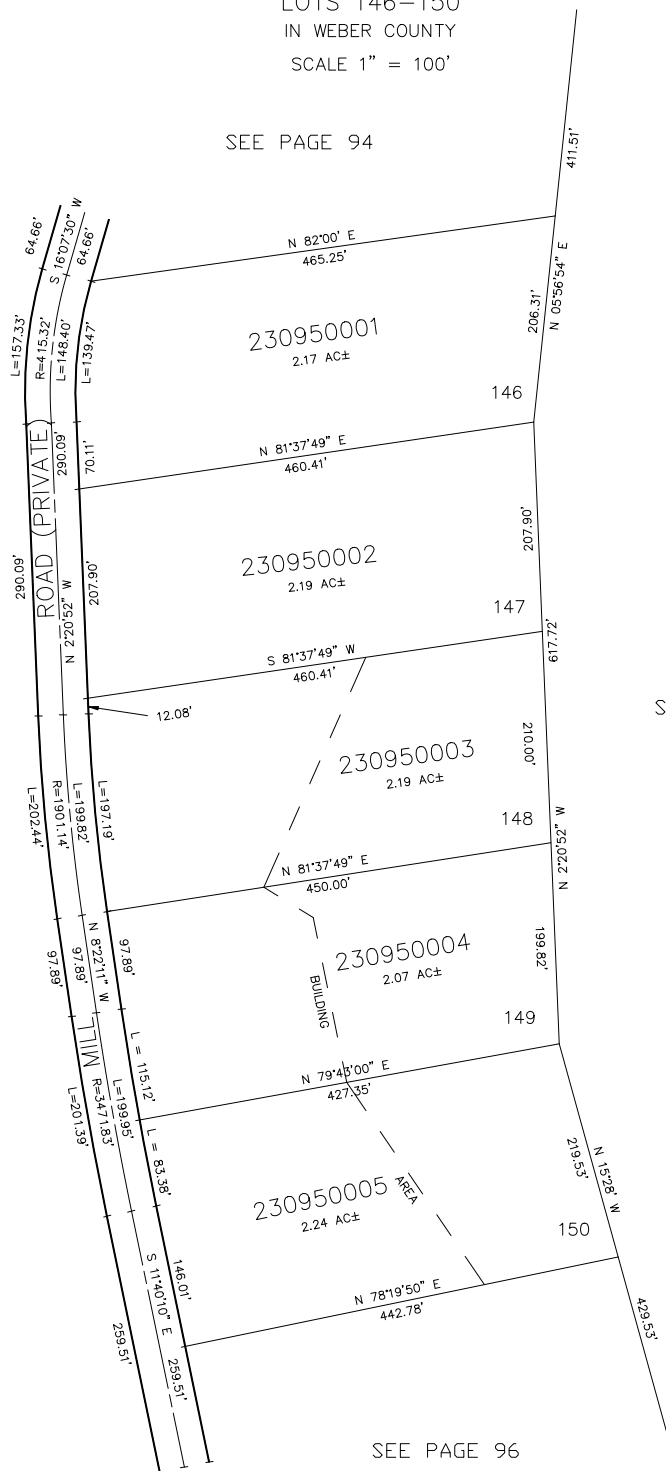 LOTS 146-150
IN WEBER COUNTY
SCALE 1" = 100'
SEE PAGE 94
411.51'
64.66'
S 16°07'30" W
64.66'
N 82°00' E
465.25'
N 05°56'54" E
206.31'
L=157.33'
R=415.32'
L=148.40'
L=139.47'
230950001
2.17 AC±
146
ROAD (PRIVATE)
290.09'
70.11'
N 81°37'49" E
460.41'
290.09'
N 2°20'52" W
207.90'
230950002
2.19 AC±
207.90'
147
617.72'
S 81°37'49" W
460.41'
12.08'
S
230950003
2.19 AC±
210.00'
148
L=202.44'
R=1901.14'
L=199.82'
L=197.19'
N 2°20'52" W
N 81°37'49" E
450.00'
97.89'
97.89'
N 8°22'11" W
97.89'
230950004
2.07 AC±
199.82'
BUILDING
149
MILL
L=201.39'
R=3471.83'
L=199.95'
L = 115.12'
N 79°43'00" E
427.35'
L = 83.38'
230950005
2.24 AC±
AREA
N 15°28' W
219.53'
150
S 11°40'10" E
146.01'
N 78°19'50" E
442.78'
259.51'
259.51'
429.53'
SEE PAGE 96